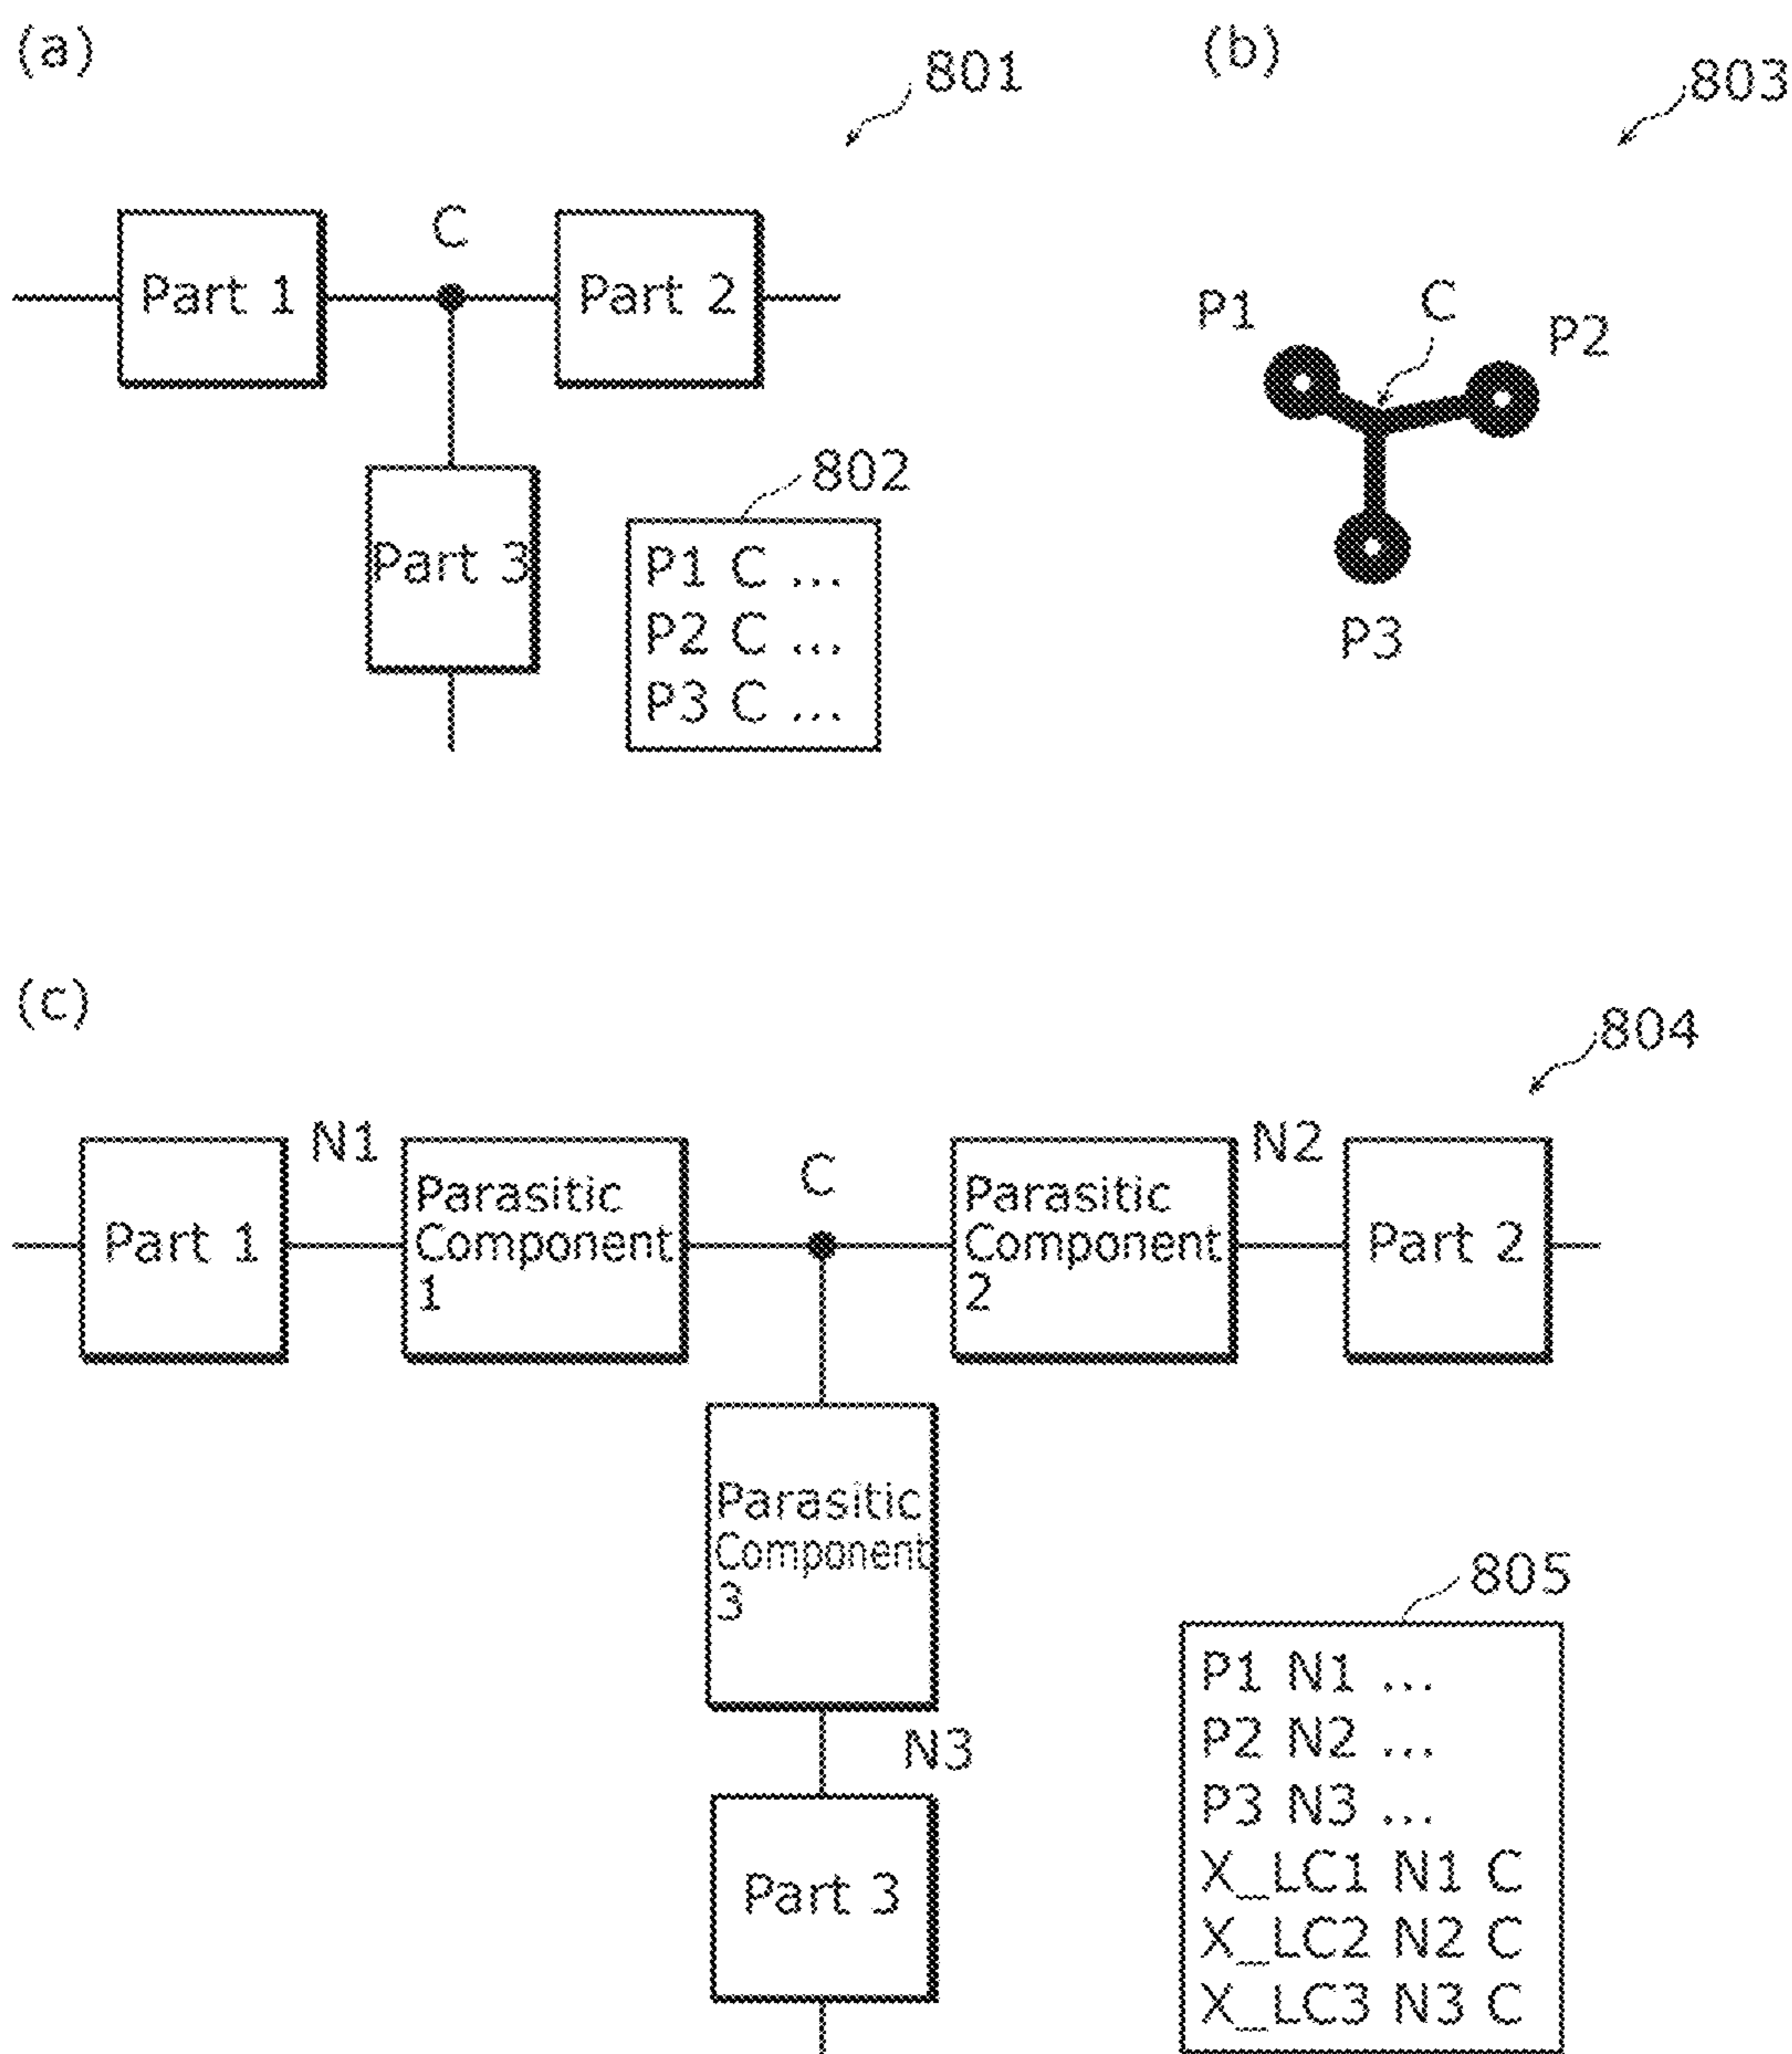 (a)
801
C
Part 1
Part 2
Part 3
802
P1 C ...
P2 C ...
P3 C ...
(b)
803
P1
C
P2
P3
(c)
804
N1
C
N2
Part 1
Parasitic
Component
1
Parasitic
Component
2
Part 2
Parasitic
Component
3
N3
Part 3
805
P1 N1 ...
P2 N2 ...
P3 N3 ...
X_LC1 N1 C
X_LC2 N2 C
X_LC3 N3 C